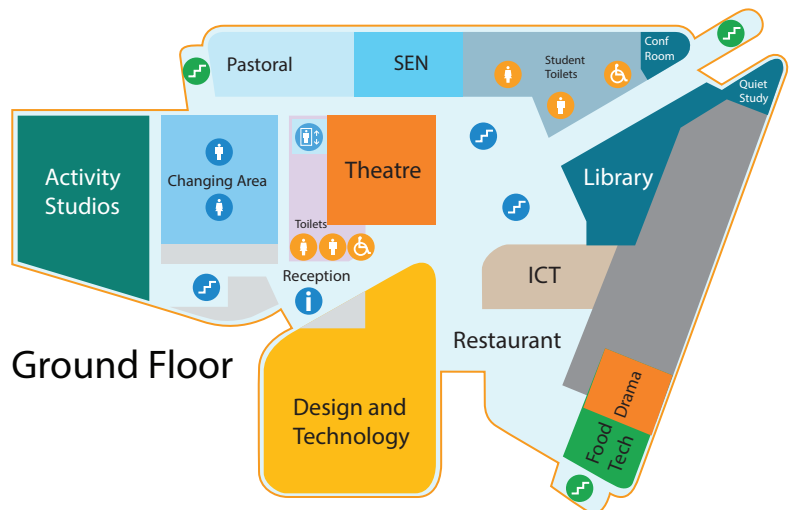 Pastoral
SEN
Student
Toilets
Conf
Room
Quiet
Study
Activity
Studios
Changing Area
Theatre
Library
Toilets
Reception
ICT
Restaurant
Ground Floor
Design and
Technology
Drama
Food
Tech